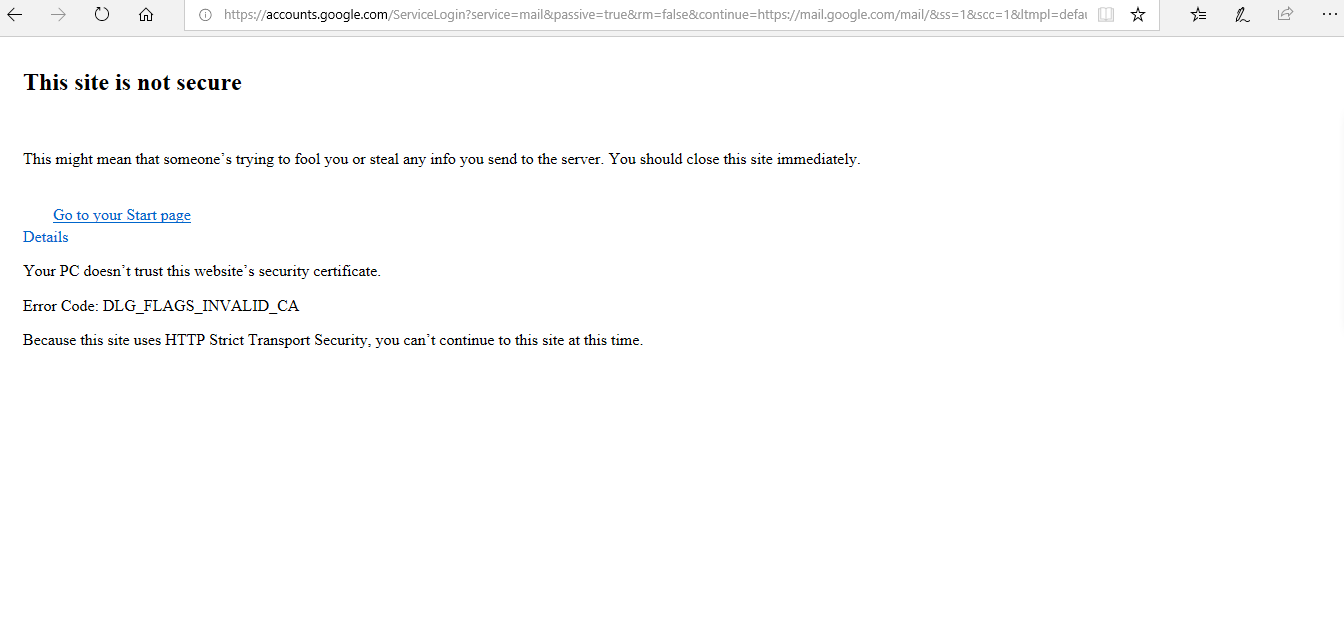 https://accounts.google.com/ServiceLogin?service=mail&passive=true&rm=false&continue=https://mail.google.com/mail/&ss=1&scc=1&ltmpl=defau
This site is not secure
This might mean that someone's trying to fool you or steal any info you send to the server. You should close this site immediately.
Go to your Start page
Details
Your PC doesn't trust this website's security certificate.
Error Code: DLG_FLAGS_INVALID_CA
Because this site uses HTTP Strict Transport Security, you can't continue to this site at this time.